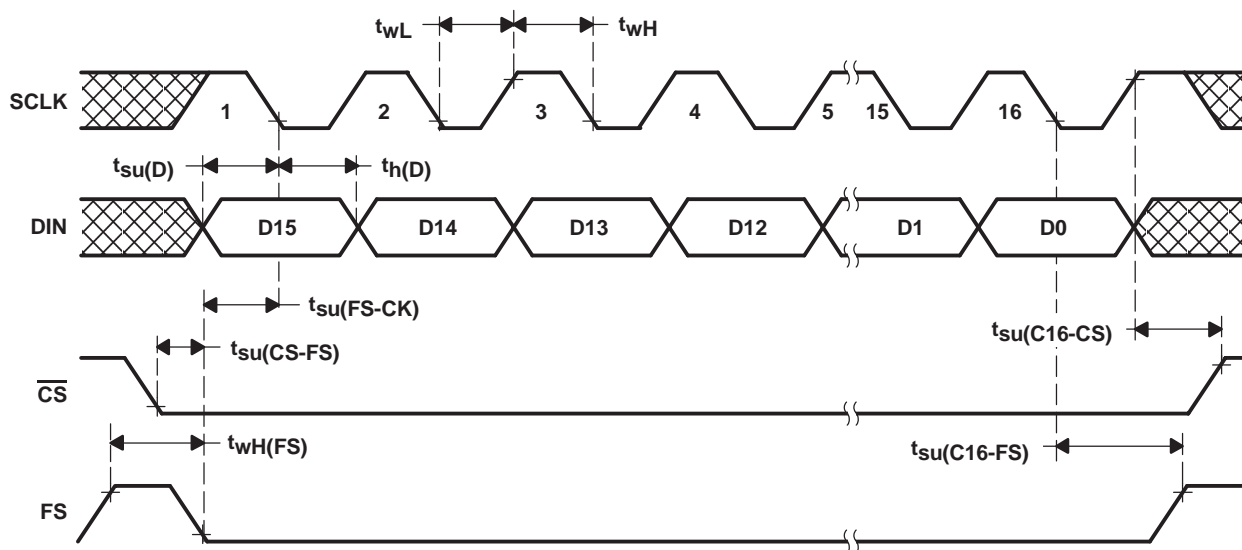 twL
twH
SCLK
1
2
3
4
5
15
16
tsu(D)
th(D)
DIN
D15
D14
D13
D12
D1
D0
tsu(FS-CK)
tsu(CS-FS)
tsu(C16-CS)
CS
twH(FS)
tsu(C16-FS)
FS